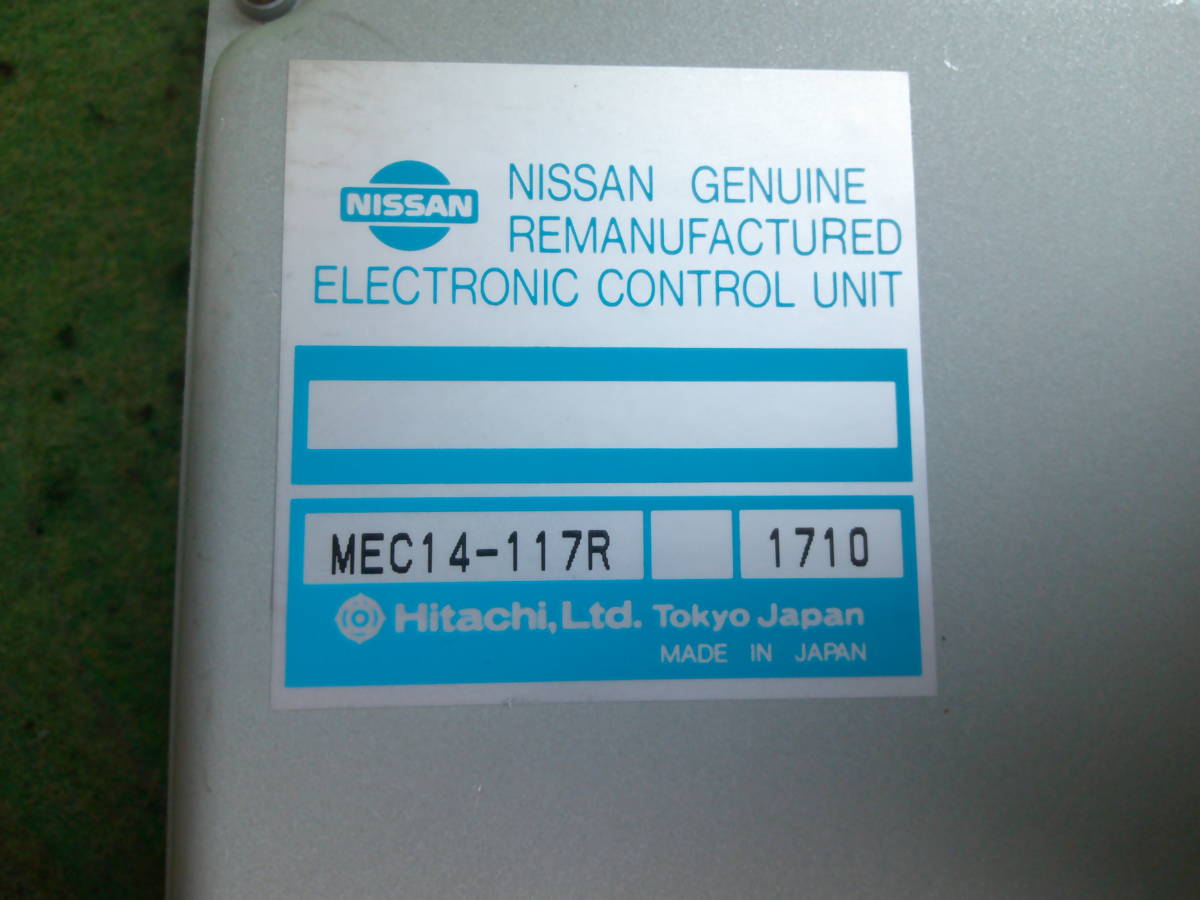 NISSAN
NISSAN GENUINE
REMANUFACTURED
ELECTRONIC CONTROL UNIT
MEC14-117R 1710
Hitachi, Ltd. Tokyo Japan
MADE IN JAPAN